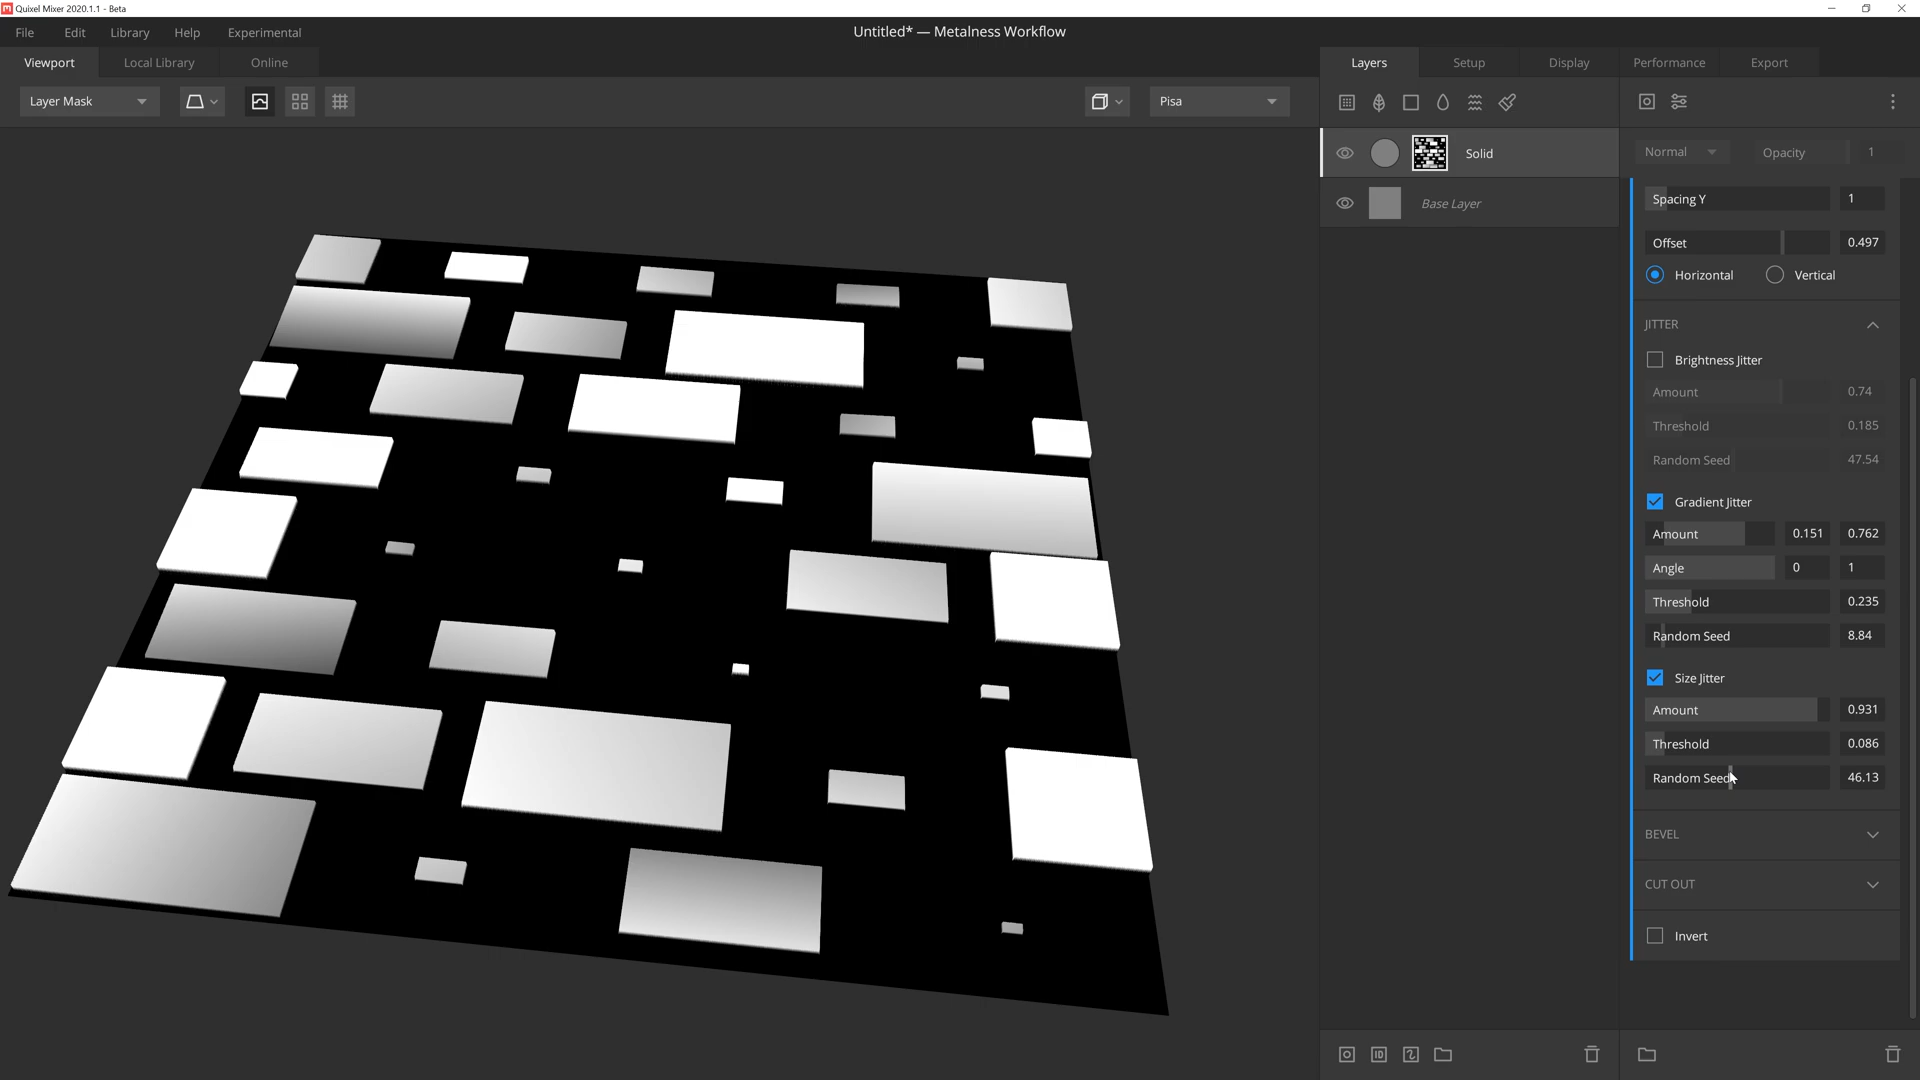 Quixel Mixer 2020.1.1 - Beta
File Edit Library Help Experimental
Untitled* — Metalness Workflow
Viewport Local Library Online
Layers Setup Display Performance Export
Layer Mask
Pisa
Solid
Base Layer
Normal Opacity 1
Spacing Y 1
Offset 0.497
Horizontal Vertical
JITTER
Brightness Jitter
Amount 0.74
Threshold 0.185
Random Seed 47.54
Gradient Jitter
Amount 0.151 0.762
Angle 0 1
Threshold 0.235
Random Seed 8.84
Size Jitter
Amount 0.931
Threshold 0.086
Random Seed 46.13
BEVEL
CUT OUT
Invert
ID